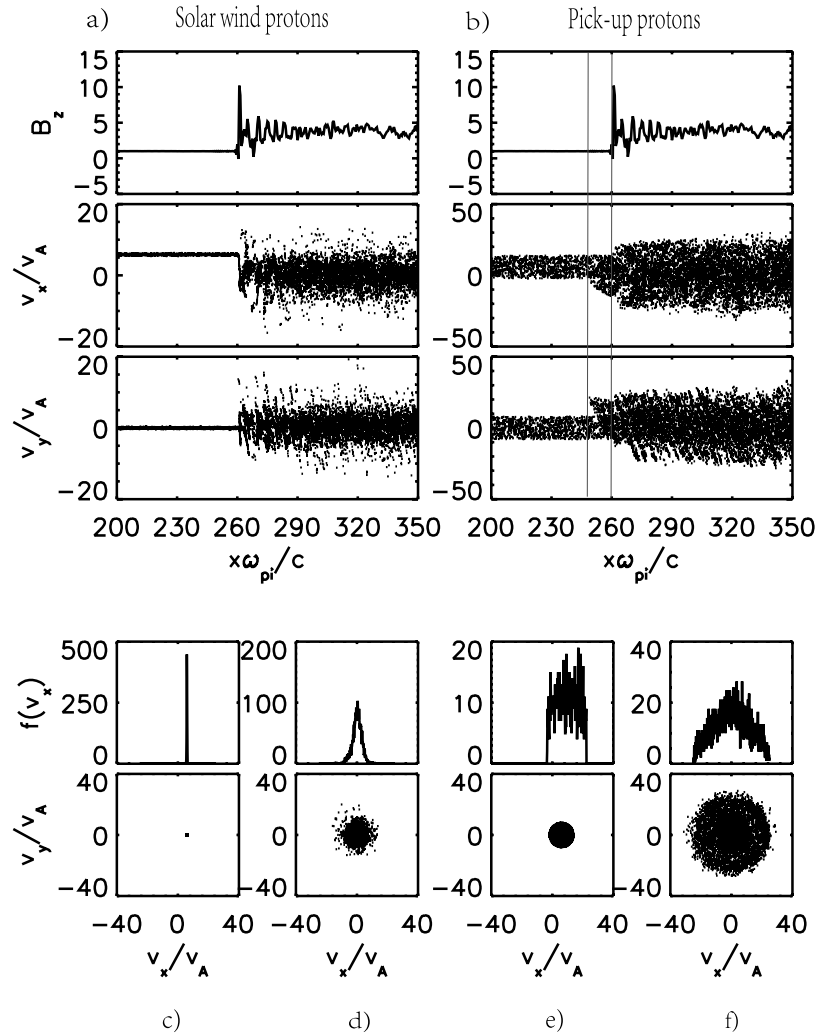 a) Solar wind protons b) Pick-up protons
15 15
10 10
B_z 5 5
0 0
−5 −5
20 50
v_x/v_A 0 0
−20 −50
20 50
v_y/v_A 0 0
−20 −50
200 230 260 290 320 350 200 230 260 290 320 350
xω_pi/c xω_pi/c
500 200 20 40
f(v_x) 250 100 10 20
0 0 0 0
40 40 40 40
v_y/v_A 0 0 0 0
−40 −40 −40 −40
−40 0 40 −40 0 40 −40 0 40 −40 0 40
v_x/v_A v_x/v_A v_x/v_A v_x/v_A
c) d) e) f)